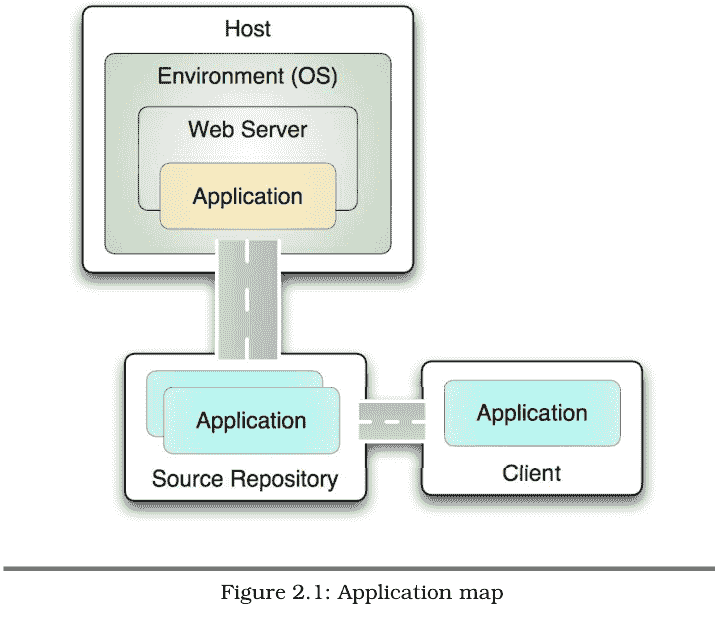 Host
Environment (OS)
Web Server
Application
Application
Source Repository
Application
Client
Figure 2.1: Application map